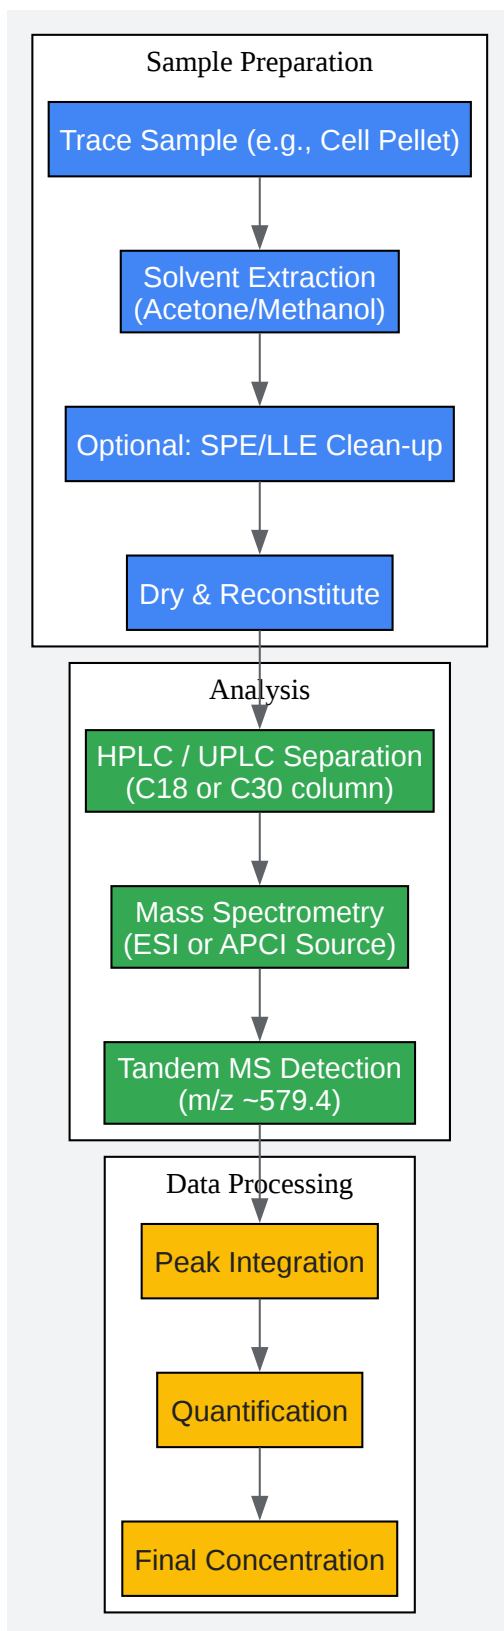 Sample Preparation
Trace Sample (e.g., Cell Pellet)
Solvent Extraction
(Acetone/Methanol)
Optional: SPE/LLE Clean-up
Dry & Reconstitute
Analysis
HPLC / UPLC Separation
(C18 or C30 column)
Mass Spectrometry
(ESI or APCI Source)
Tandem MS Detection
(m/z ~579.4)
Data Processing
Peak Integration
Quantification
Final Concentration